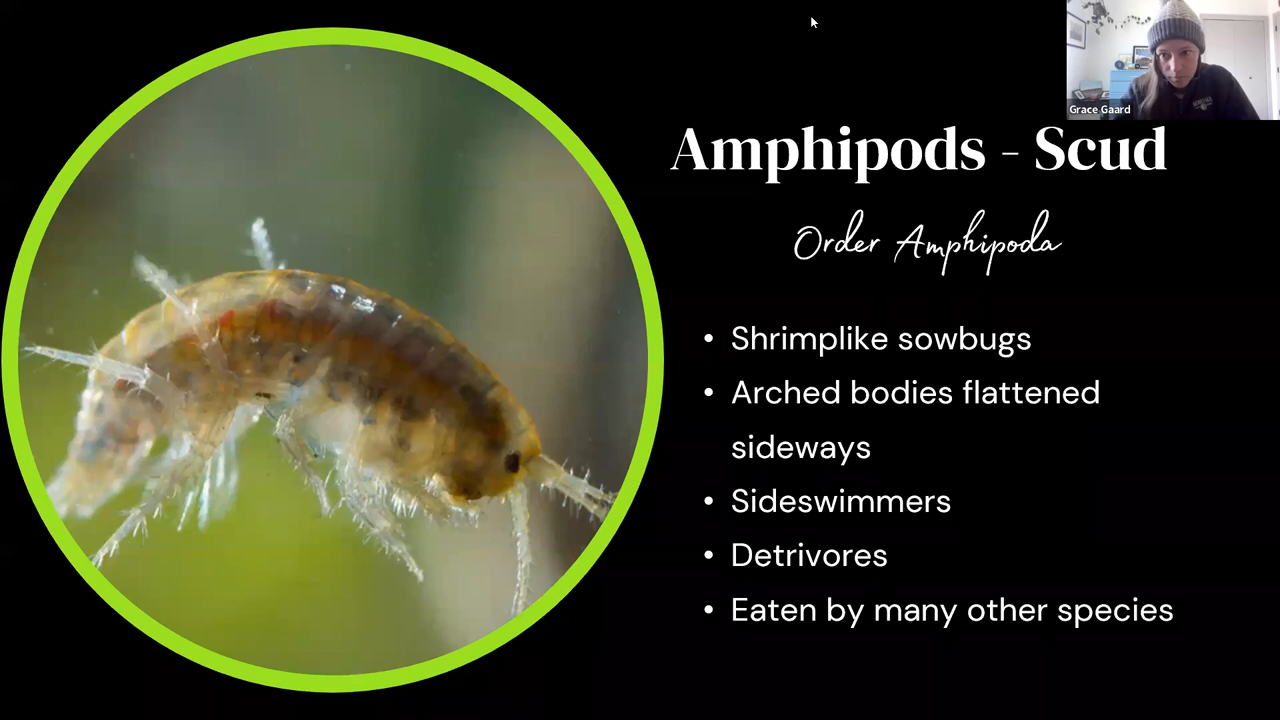 Grace Gaard
Amphipods - Scud
Order Amphipoda
• Shrimplike sowbugs
• Arched bodies flattened
sideways
• Sideswimmers
• Detrivores
• Eaten by many other species